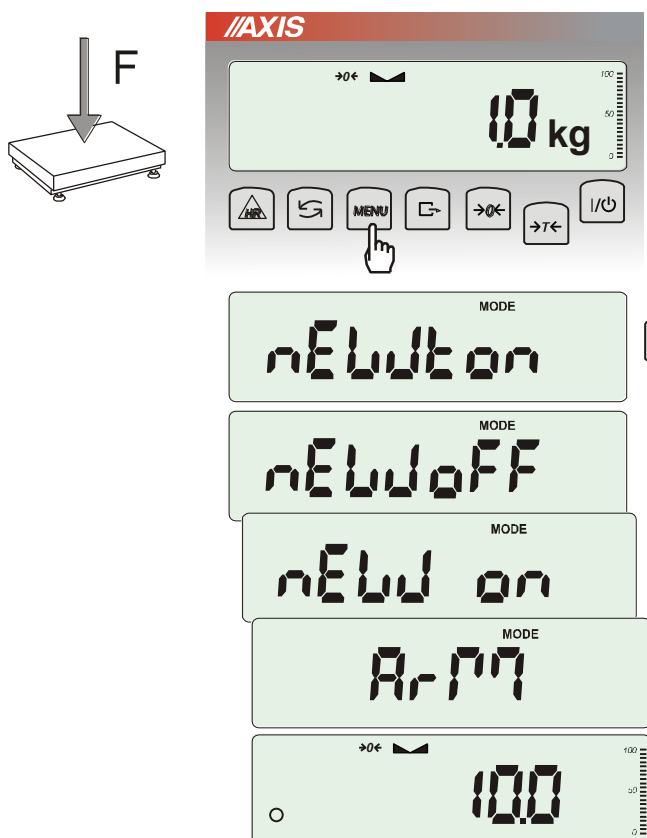 F
//AXIS
→0←
100
1.0 kg
50
0
HR
MENU
→0←
→T←
I/⏻
MODE
nEWton
MODE
nEWoFF
MODE
nEW on
MODE
ArM
→0←
100
10.0
50
0